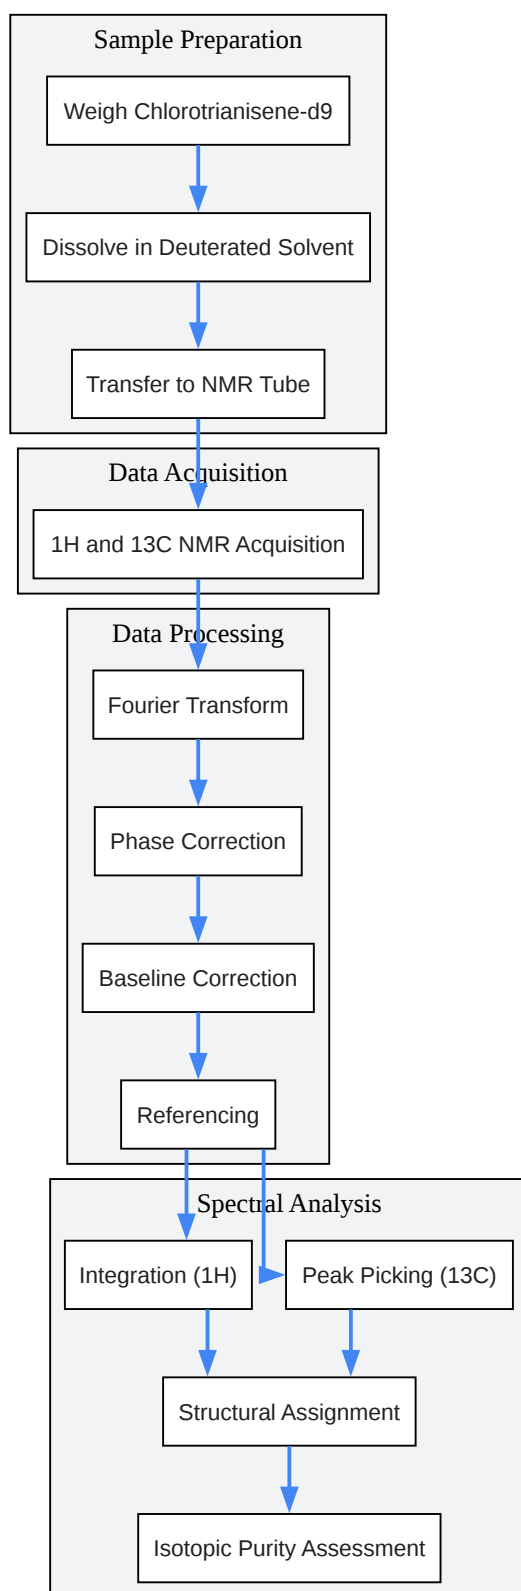 Sample Preparation
Weigh Chlorotrianisene-d9
Dissolve in Deuterated Solvent
Transfer to NMR Tube
Data Acquisition
1H and 13C NMR Acquisition
Data Processing
Fourier Transform
Phase Correction
Baseline Correction
Referencing
Spectral Analysis
Integration (1H)
Peak Picking (13C)
Structural Assignment
Isotopic Purity Assessment